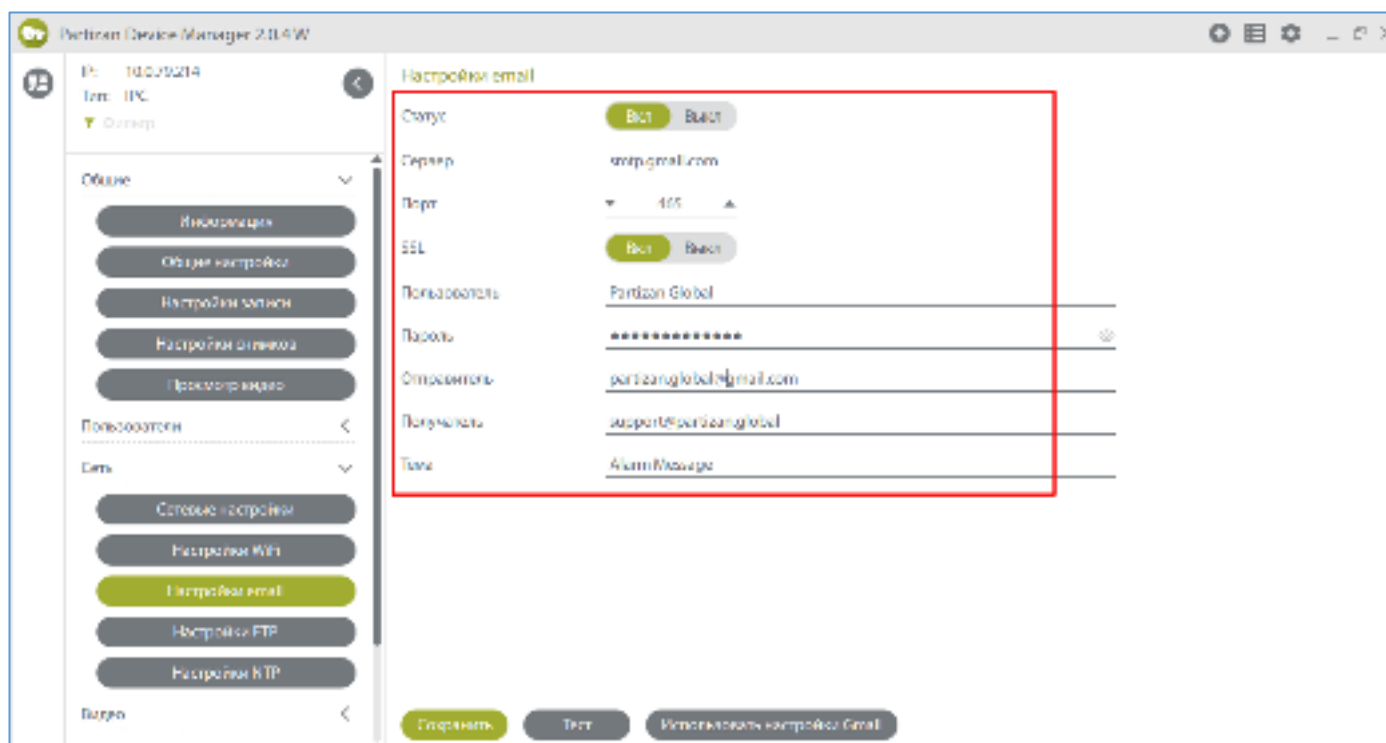 Partizan Device Manager 2.0.4 W
IP: 10.0.79.214
Тип: IPC
Фильтр
Общие
Информация
Общие настройки
Настройки записи
Настройки снимков
Просмотр видео
Пользователи
Сеть
Сетевые настройки
Настройки WiFi
Настройки email
Настройки FTP
Настройки NTP
Видео
Настройки email
Статус Вкл Выкл
Сервер smtp.gmail.com
Порт 465
SSL Вкл Выкл
Пользователь Partizan Global
Пароль •••••••••••••
Отправитель partizan.global@gmail.com
Получатель support@partizan.global
Тема Alarm Message
Сохранить Тест Использовать настройки Gmail